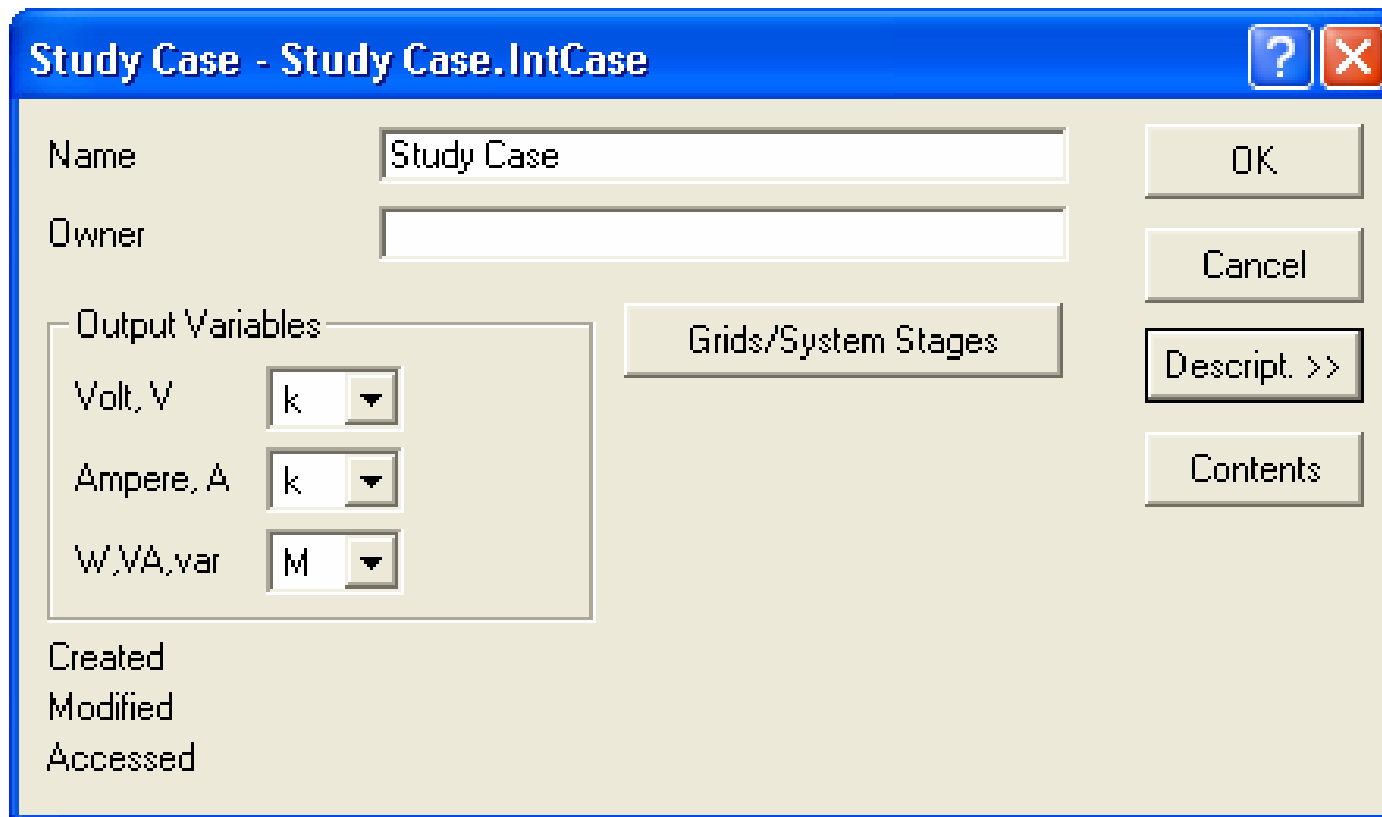 Study Case - Study Case.IntCase
?
Name
Study Case
OK
Owner
Cancel
Output Variables
Grids/System Stages
Descript. >>
Volt, V
k
Ampere, A
k
Contents
W,VA,var
M
Created
Modified
Accessed